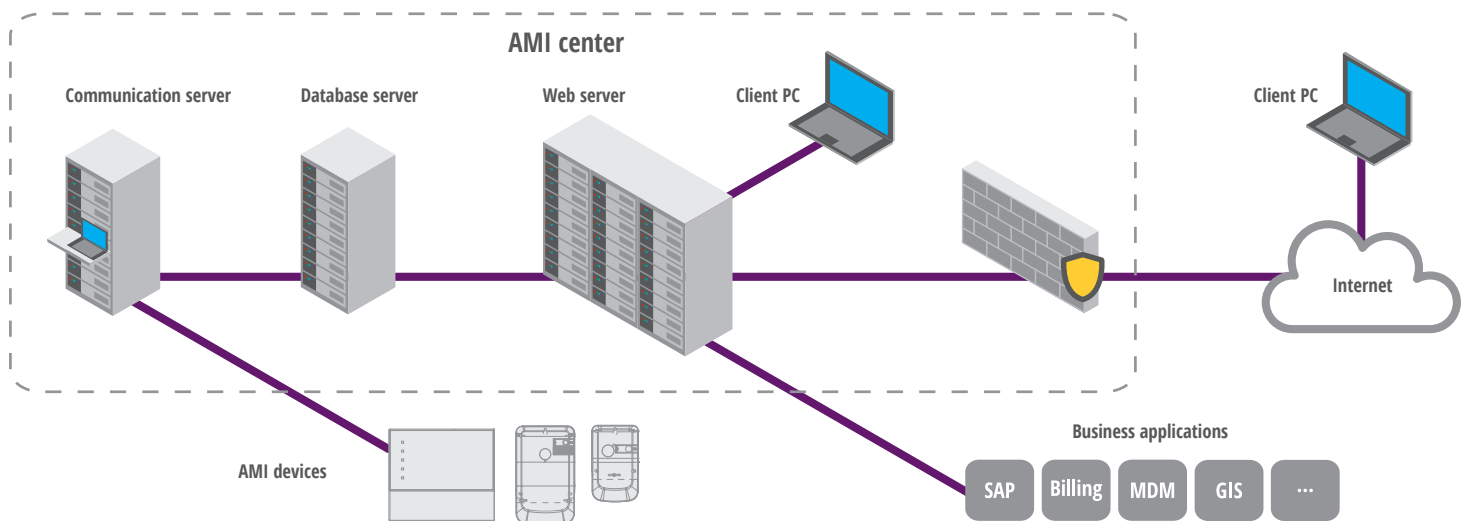 AMI center
Communication server
Database server
Web server
Client PC
Client PC
Internet
AMI devices
Business applications
SAP
Billing
MDM
GIS
...